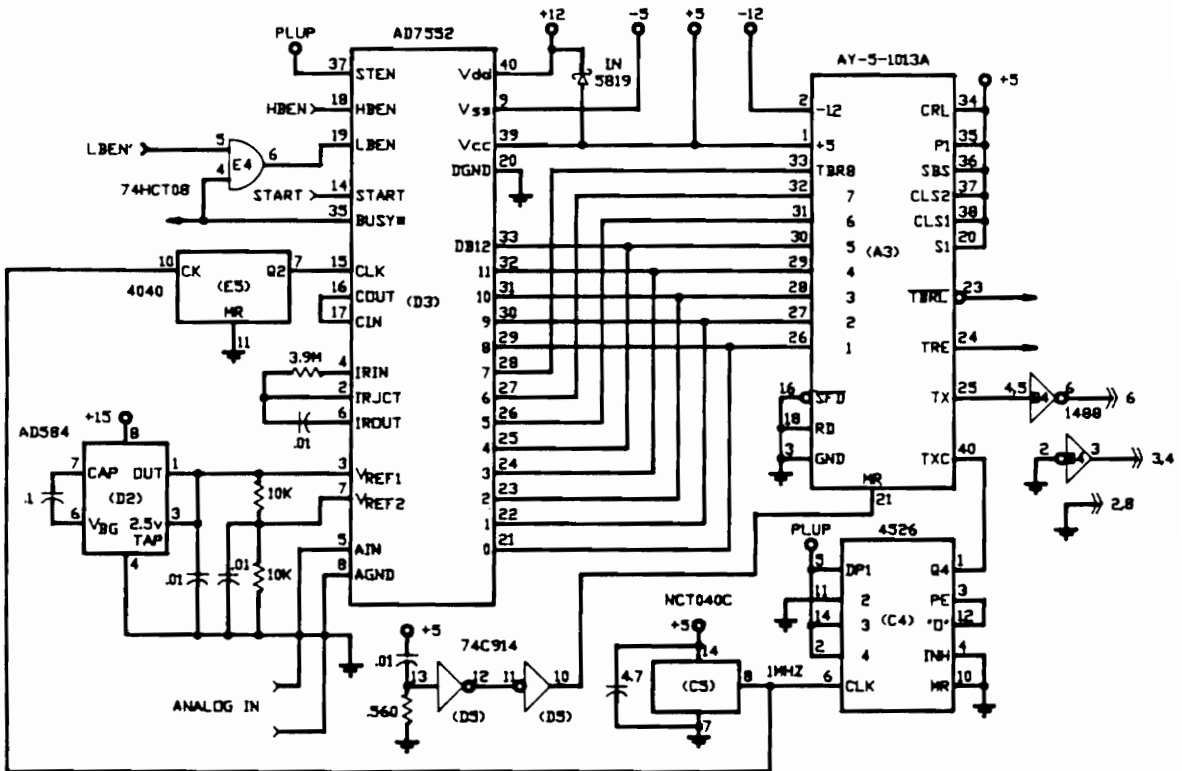 +12
-5
+5
-12
PLUP
AD7552
IN
5819
AY-5-1013A
+5
37 STEN
Vdd 40
2 -12
CRL 34
HBEN 18 HBEN
Vss 9
1 +5
P1 35
LBEN' 5
4
E4
6
19 LBEN
Vcc 39
33 TBR8
SBS 36
74HCT08
DGND 20
32 7
CLS2 37
START 14 START
31 6
CLS1 38
35 BUSY*
DB12 33
30 5
(A3)
S1 20
10 CK
Q2 7
15 CLK
11 32
29 4
4040
(E5)
MR
11
16 COUT
(D3)
10 31
28 3
TBRL 23
17 CIN
9 30
27 2
8 29
26 1
TRE 24
3.9M
4 IRIN
7 28
2 IRJCT
6 27
16 SFD
TX 25
4,5
B4
6
1488
6
.01
6 IROUT
5 26
18 RD
AD584
+15
8
4 25
3 GND
TXC 40
2
B4
3
3,4
7 CAP
OUT 1
3 VREF1
3 24
MR
21
.1
(D2)
10K
7 VREF2
2 23
2,8
6 VBG
2.5v
TAP
3
1 22
PLUP
4526
4
.01
.01
10K
5 AIN
0 21
5 DP1
Q4 1
8 AGND
11 2
PE 3
NCT040C
14 3
(C4)
"0" 12
+5
74C914
+5
2 4
INH 4
.01
13
12
11
10
14
4.7
(C5)
8
1MHZ
6 CLK
MR 10
ANALOG IN
.560
(D5)
(D5)
7